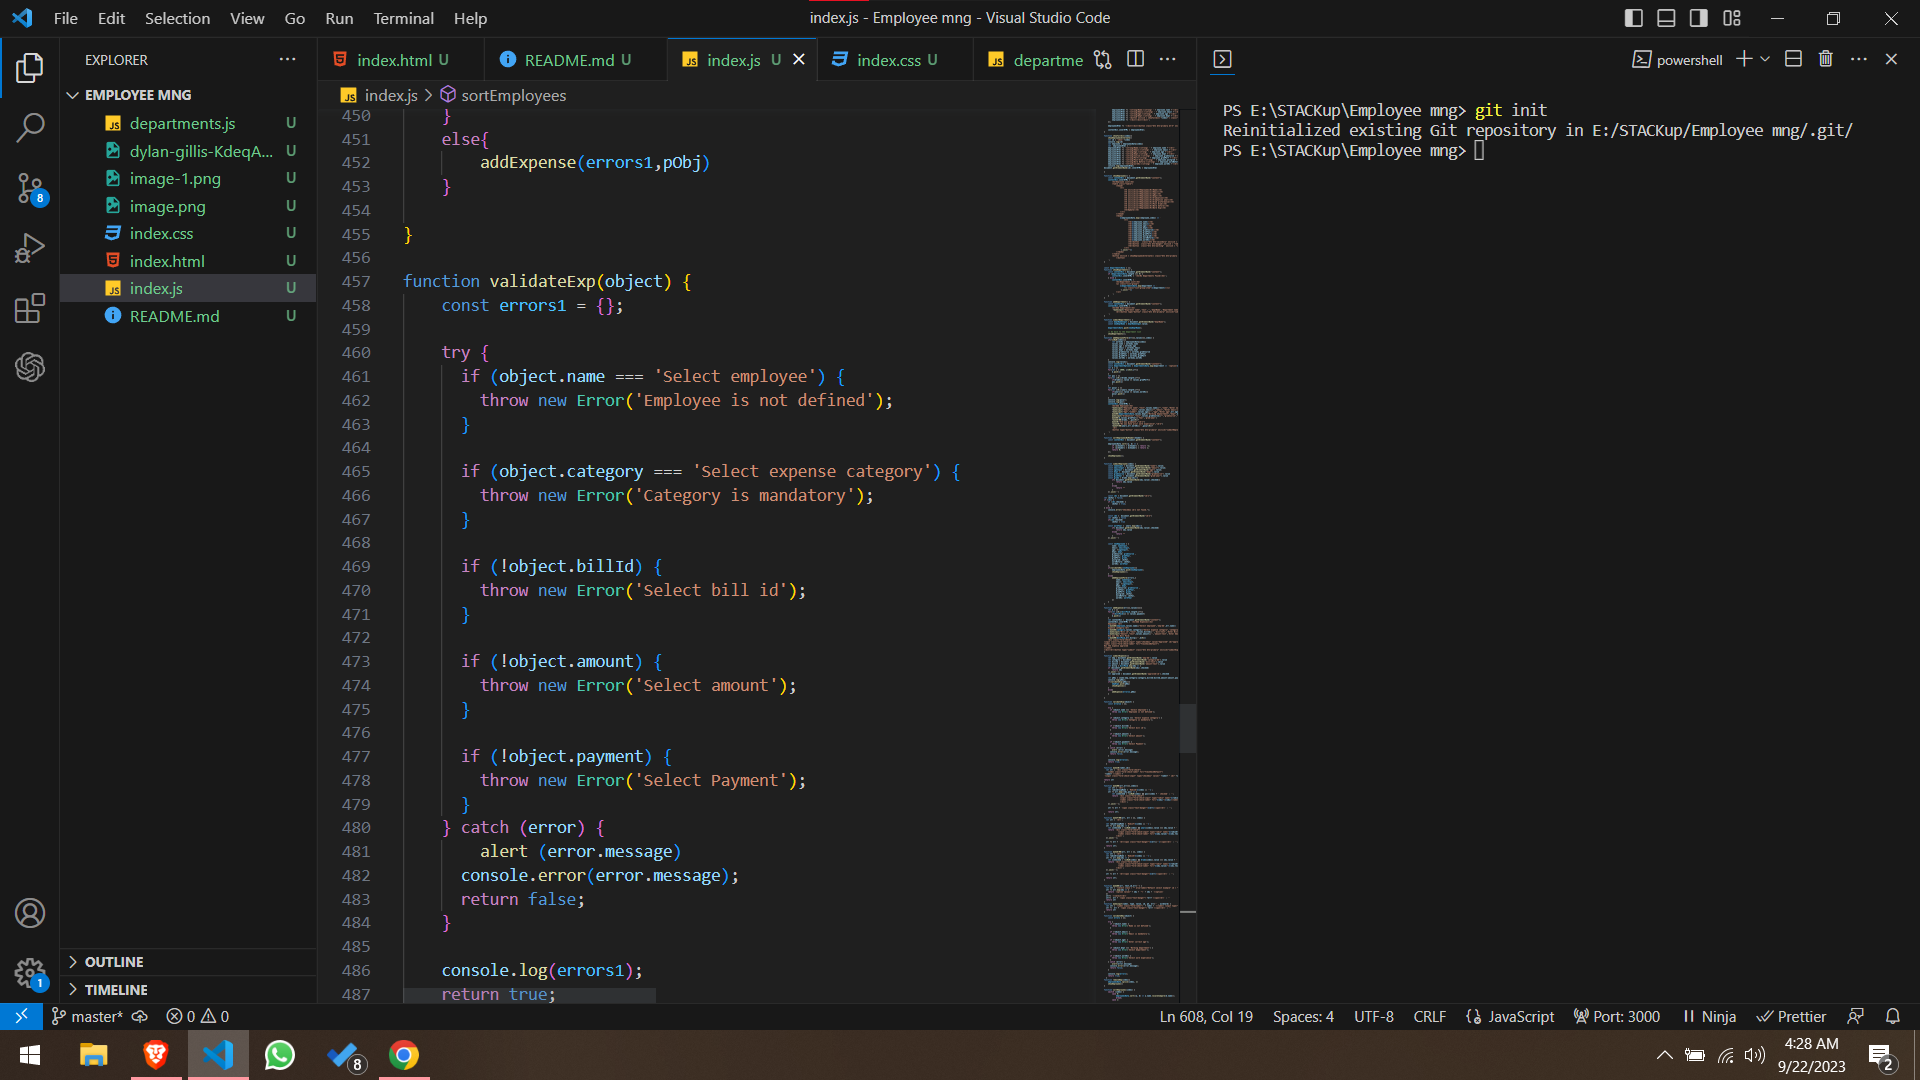 File Edit Selection View Go Run Terminal Help
index.js - Employee mng - Visual Studio Code
EXPLORER
EMPLOYEE MNG
departments.js U
dylan-gillis-KdeqA... U
image-1.png U
image.png U
index.css U
index.html U
index.js U
README.md U
OUTLINE
TIMELINE
8
1
index.html U
README.md U
index.js U
index.css U
departme
index.js > sortEmployees
450 }
451 else{
452 addExpense(errors1,pObj)
453 }
454
455 }
456
457 function validateExp(object) {
458 const errors1 = {};
459
460 try {
461 if (object.name === 'Select employee') {
462 throw new Error('Employee is not defined');
463 }
464
465 if (object.category === 'Select expense category') {
466 throw new Error('Category is mandatory');
467 }
468
469 if (!object.billId) {
470 throw new Error('Select bill id');
471 }
472
473 if (!object.amount) {
474 throw new Error('Select amount');
475 }
476
477 if (!object.payment) {
478 throw new Error('Select Payment');
479 }
480 } catch (error) {
481 alert (error.message)
482 console.error(error.message);
483 return false;
484 }
485
486 console.log(errors1);
487 return true;
powershell
PS E:\STACKup\Employee mng> git init
Reinitialized existing Git repository in E:/STACKup/Employee mng/.git/
PS E:\STACKup\Employee mng>
master* 0 0
Ln 608, Col 19 Spaces: 4 UTF-8 CRLF JavaScript Port: 3000 Ninja Prettier
8
4:28 AM
9/22/2023
2